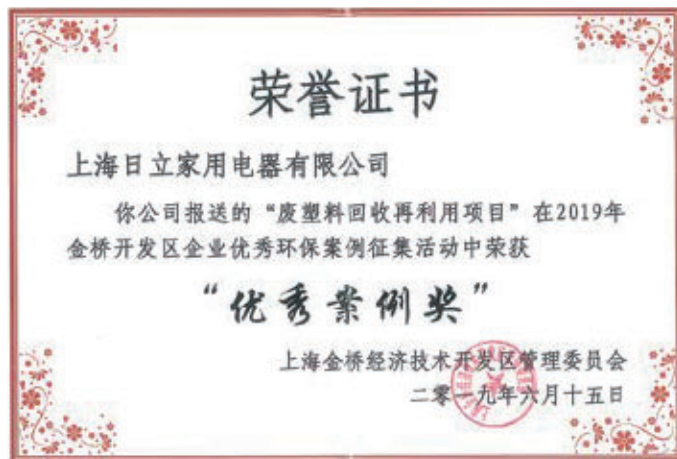 荣誉证书
上海日立家用电器有限公司
你公司报送的“废塑料回收再利用项目”在2019年
金桥开发区企业优秀环保案例征集活动中荣获
“优秀案例奖”
上海金桥经济技术开发区管理委员会
二零一九年六月十五日